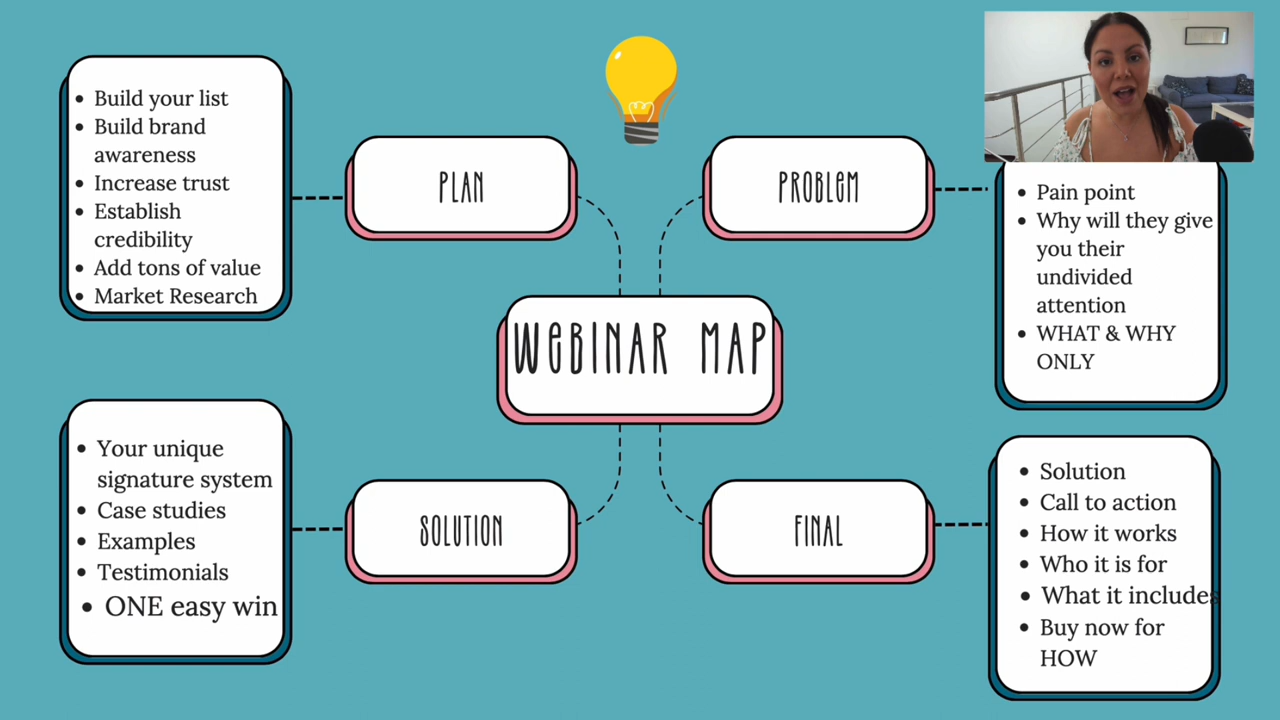 Build your list
Build brand
awareness
Increase trust
Establish
credibility
Add tons of value
Market Research
PLAN
PROBLEM
Pain point
Why will they give
you their
undivided
attention
WHAT & WHY
ONLY
WEBINAR MAP
Your unique
signature system
Case studies
Examples
Testimonials
ONE easy win
SOLUTION
FINAL
Solution
Call to action
How it works
Who it is for
What it includes
Buy now for
HOW